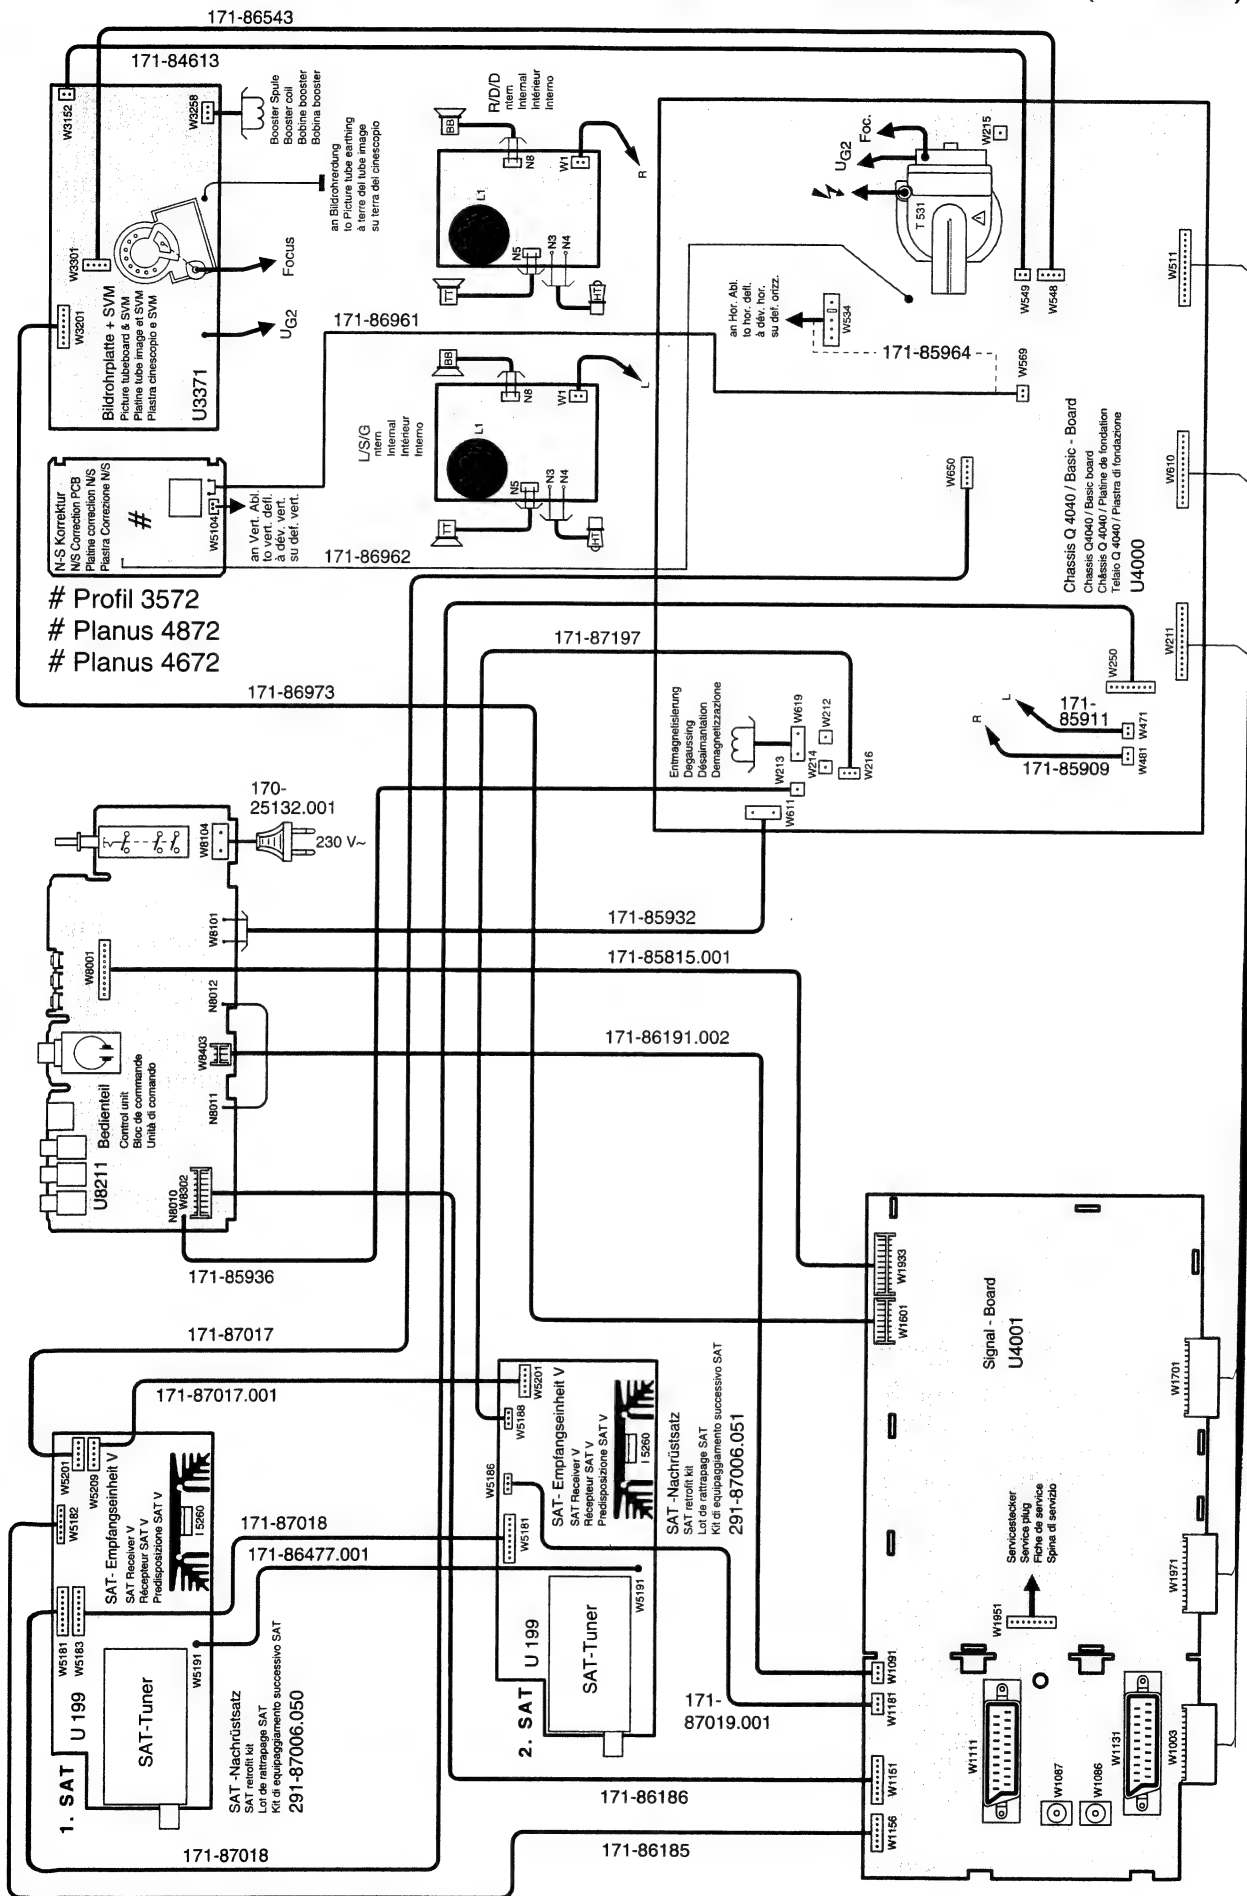 171-86543
171-84613
W3152
W3258
Booster Spule
Booster coil
Bobine booster
Bobina booster
W3301
W3201
Bildrohrplatte + SVM
Picture tubeboard & SVM
Platine tube image et SVM
Piastra cinescopio e SVM
U3371
an Bildrohrerdung
to Picture tube earthing
à terre del tube image
su terra del cinescopio
Focus
UG2
R/D/D
ntern
Internal
Intérieur
Interno
BB
N8
W1
R
L1
N5
N3
N4
TT
HT
171-86961
L/S/G
ntern
Internal
Intérieur
Interno
BB
N8
W1
L
L1
N5
N3
N4
TT
HT
N-S Korrektur
N/S Correction PCB
Platine correction N/S
Piastra Correzione N/S
#
W5104
an Vert. Abl.
to vert. defl.
à dév. vert.
su def. vert.
171-86962
# Profil 3572
# Planus 4872
# Planus 4672
UG2
Foc.
W215
T 531
an Hor. Abl.
to hor. defl.
à dév. hor.
su def. orizz.
W534
171-85964
W549
W548
W569
W511
W650
W610
Chassis Q 4040 / Basic - Board
Chassis Q4040 / Basic board
Châssis Q 4040 / Platine de fondation
Telaio Q 4040 / Piastra di fondazione
U4000
W211
W250
171-87197
171-86973
Entmagnetisierung
Degaussing
Désaimantation
Demagnetizzazione
W619
W212
W213
W214
W216
W611
L
171-
85911
W471
R
171-85909
W481
170-
25132.001
W8104
230 V~
W8101
171-85932
W8001
171-85815.001
N8012
W8403
N8011
171-86191.002
U8211
Bedienteil
Control unit
Bloc de commande
Unità di comando
N8010
W8302
171-85936
171-87017
171-87017.001
W5201
W5209
W5182
W5181
W5183
SAT- Empfangseinheit V
SAT Receiver V
Récepteur SAT V
Predisposizione SAT V
I 5260
1. SAT
U 199
SAT-Tuner
W5191
SAT -Nachrüstsatz
SAT retrofit kit
Lot de rattrapage SAT
Kit di equipaggiamento successivo SAT
291-87006.050
171-87018
171-87018
171-86477.001
W5201
W5188
W5186
W5181
SAT- Empfangseinheit V
SAT Receiver V
Récepteur SAT V
Predisposizione SAT V
I 5260
2. SAT
U 199
SAT-Tuner
W5191
SAT -Nachrüstsatz
SAT retrofit kit
Lot de rattrapage SAT
Kit di equipaggiamento successivo SAT
291-87006.051
171-
87019.001
171-86186
171-86185
W1933
W1601
Signal - Board
U4001
W1701
W1971
Servicestecker
Service plug
Fiche de service
Spina di servizio
W1951
W1091
W1181
W1151
W1156
W1111
W1131
W1087
W1086
W1003